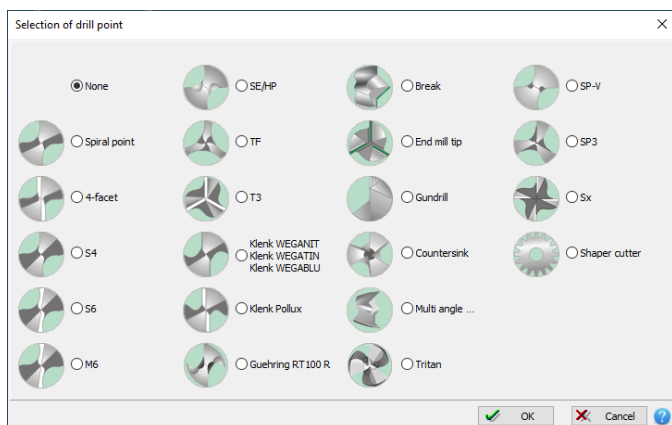 Selection of drill point
None
Spiral point
4-facet
S4
S6
M6
SE/HP
TF
T3
Klenk WEGANIT
Klenk WEGATIN
Klenk WEGABLU
Klenk Pollux
Guehring RT100 R
Break
End mill tip
Gundrill
Countersink
Multi angle ...
Tritan
SP-V
SP3
Sx
Shaper cutter
OK
Cancel
?